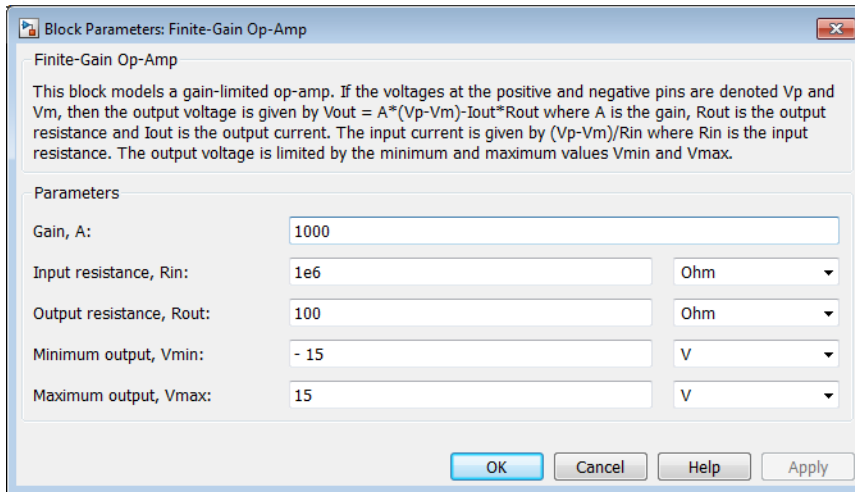 Block Parameters: Finite-Gain Op-Amp
Finite-Gain Op-Amp
This block models a gain-limited op-amp. If the voltages at the positive and negative pins are denoted Vp and
Vm, then the output voltage is given by Vout = A*(Vp-Vm)-Iout*Rout where A is the gain, Rout is the output
resistance and Iout is the output current. The input current is given by (Vp-Vm)/Rin where Rin is the input
resistance. The output voltage is limited by the minimum and maximum values Vmin and Vmax.
Parameters
Gain, A: 1000
Input resistance, Rin: 1e6 Ohm
Output resistance, Rout: 100 Ohm
Minimum output, Vmin: - 15 V
Maximum output, Vmax: 15 V
OK Cancel Help Apply